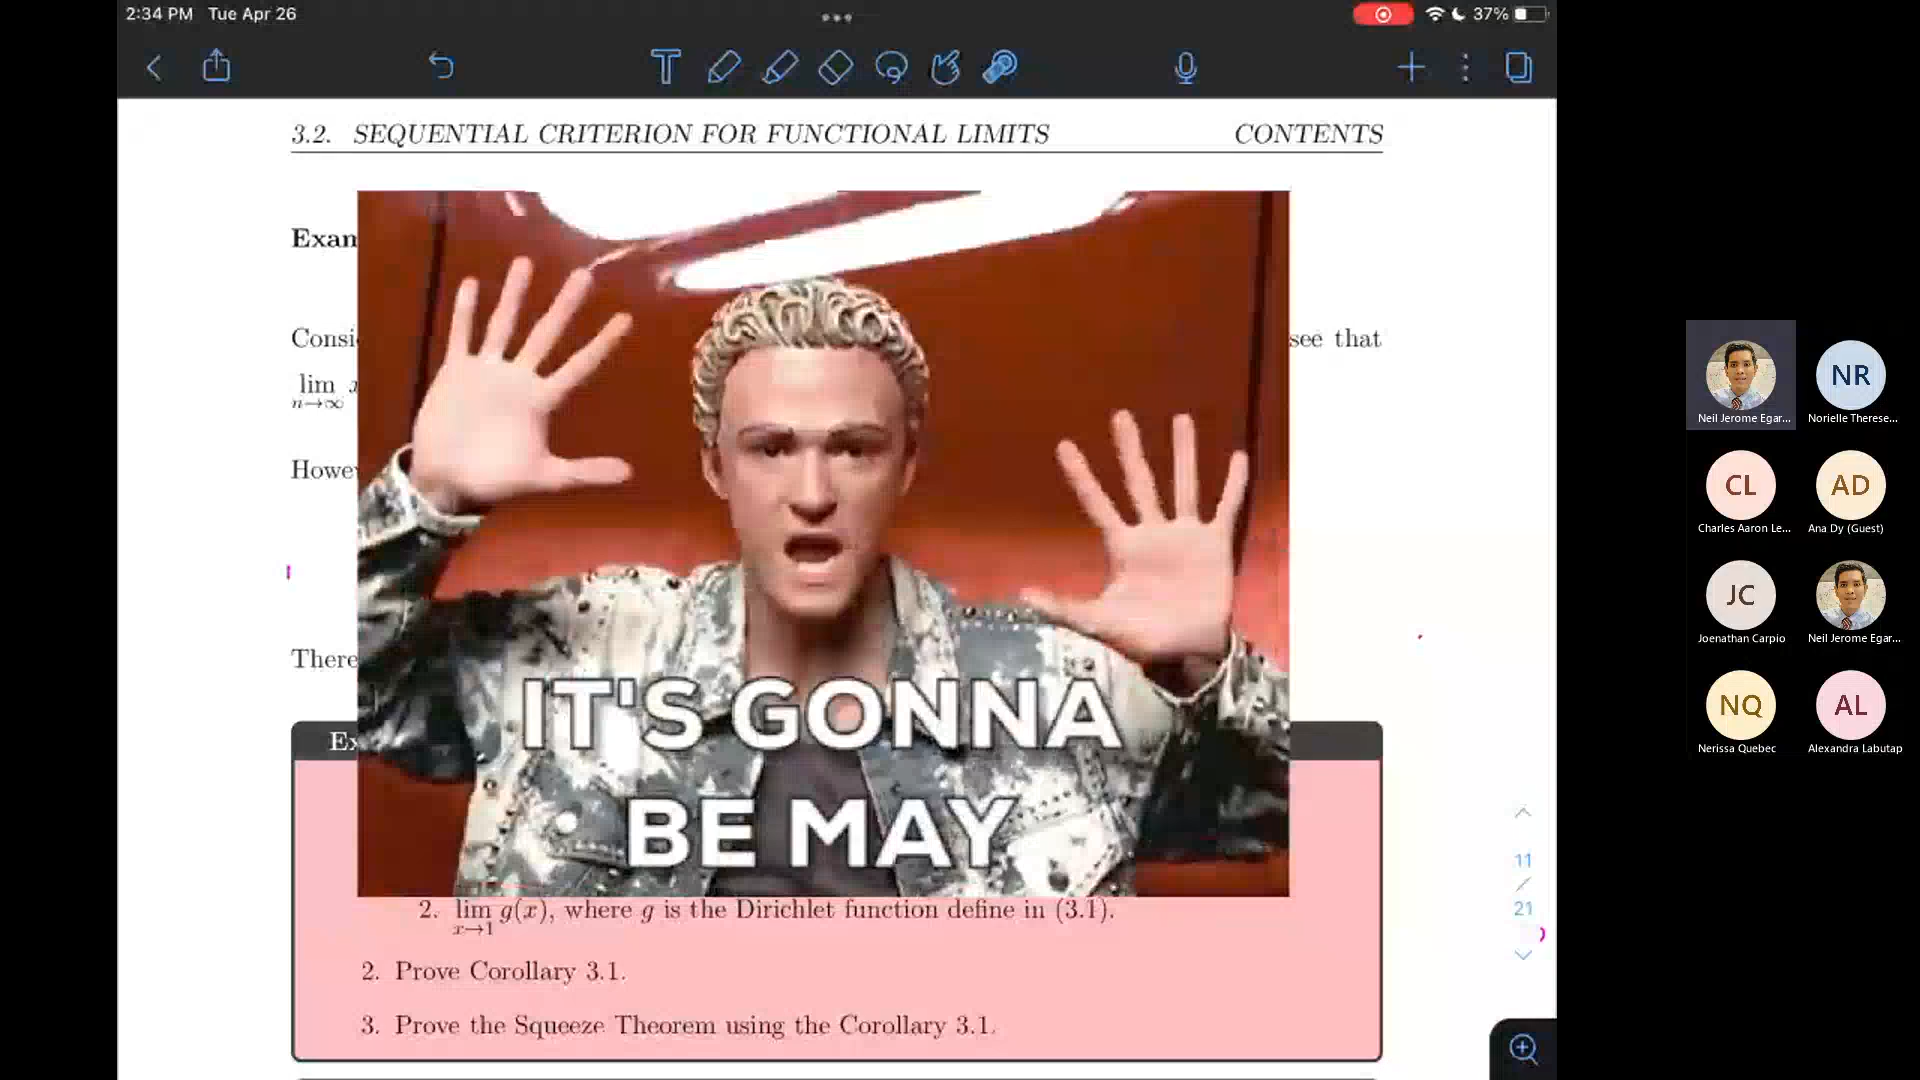 2:34 PM Tue Apr 26
37%
3.2. SEQUENTIAL CRITERION FOR FUNCTIONAL LIMITS CONTENTS
Exam
Consi
see that
lim x
n→∞
Howev
There
IT'S GONNA
BE MAY
Ex
2. lim g(x), where g is the Dirichlet function define in (3.1).
x→1
2. Prove Corollary 3.1.
3. Prove the Squeeze Theorem using the Corollary 3.1.
11
21
Neil Jerome Egar...
NR
Norielle Therese...
CL
Charles Aaron Le...
AD
Ana Dy (Guest)
JC
Joenathan Carpio
Neil Jerome Egar...
NQ
Nerissa Quebec
AL
Alexandra Labutap